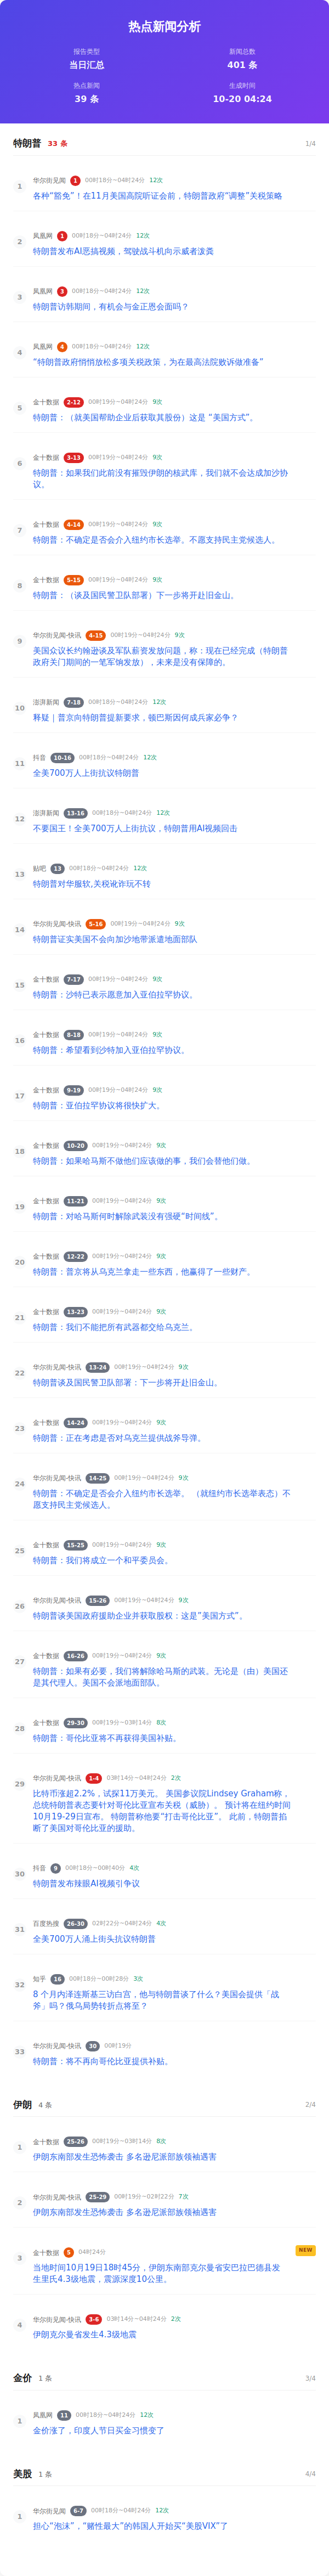 热点新闻分析
报告类型
当日汇总
新闻总数
401 条
热点新闻
39 条
生成时间
10-20 04:24
特朗普 33 条 1/4
1 华尔街见闻 1 00时18分~04时24分 12次
各种“豁免”！在11月美国高院听证会前，特朗普政府“调整”关税策略
2 凤凰网 1 00时18分~04时24分 12次
特朗普发布AI恶搞视频，驾驶战斗机向示威者泼粪
3 凤凰网 3 00时18分~04时24分 12次
特朗普访韩期间，有机会与金正恩会面吗？
4 凤凰网 4 00时18分~04时24分 12次
“特朗普政府悄悄放松多项关税政策，为在最高法院败诉做准备”
5 金十数据 2-12 00时19分~04时24分 9次
特朗普：（就美国帮助企业后获取其股份）这是 “美国方式”。
6 金十数据 3-13 00时19分~04时24分 9次
特朗普：如果我们此前没有摧毁伊朗的核武库，我们就不会达成加沙协
议。
7 金十数据 4-14 00时19分~04时24分 9次
特朗普：不确定是否会介入纽约市长选举。不愿支持民主党候选人。
8 金十数据 5-15 00时19分~04时24分 9次
特朗普：（谈及国民警卫队部署）下一步将开赴旧金山。
9 华尔街见闻-快讯 4-15 00时19分~04时24分 9次
美国众议长约翰逊谈及军队薪资发放问题，称：现在已经完成（特朗普
政府关门期间的一笔军饷发放），未来是没有保障的。
10 澎湃新闻 7-18 00时18分~04时24分 12次
释疑｜普京向特朗普提新要求，顿巴斯因何成兵家必争？
11 抖音 10-16 00时18分~04时24分 12次
全美700万人上街抗议特朗普
12 澎湃新闻 13-16 00时18分~04时24分 12次
不要国王！全美700万人上街抗议，特朗普用AI视频回击
13 贴吧 13 00时18分~04时24分 12次
特朗普对华服软,关税讹诈玩不转
14 华尔街见闻-快讯 5-16 00时19分~04时24分 9次
特朗普证实美国不会向加沙地带派遣地面部队
15 金十数据 7-17 00时19分~04时24分 9次
特朗普：沙特已表示愿意加入亚伯拉罕协议。
16 金十数据 8-18 00时19分~04时24分 9次
特朗普：希望看到沙特加入亚伯拉罕协议。
17 金十数据 9-19 00时19分~04时24分 9次
特朗普：亚伯拉罕协议将很快扩大。
18 金十数据 10-20 00时19分~04时24分 9次
特朗普：如果哈马斯不做他们应该做的事，我们会替他们做。
19 金十数据 11-21 00时19分~04时24分 9次
特朗普：对哈马斯何时解除武装没有强硬“时间线”。
20 金十数据 12-22 00时19分~04时24分 9次
特朗普：普京将从乌克兰拿走一些东西，他赢得了一些财产。
21 金十数据 13-23 00时19分~04时24分 9次
特朗普：我们不能把所有武器都交给乌克兰。
22 华尔街见闻-快讯 13-24 00时19分~04时24分 9次
特朗普谈及国民警卫队部署：下一步将开赴旧金山。
23 金十数据 14-24 00时19分~04时24分 9次
特朗普：正在考虑是否对乌克兰提供战斧导弹。
24 华尔街见闻-快讯 14-25 00时19分~04时24分 9次
特朗普：不确定是否会介入纽约市长选举。 （就纽约市长选举表态）不
愿支持民主党候选人。
25 金十数据 15-25 00时19分~04时24分 9次
特朗普：我们将成立一个和平委员会。
26 华尔街见闻-快讯 15-26 00时19分~04时24分 9次
特朗普谈美国政府援助企业并获取股权：这是”美国方式”。
27 金十数据 16-26 00时19分~04时24分 9次
特朗普：如果有必要，我们将解除哈马斯的武装。无论是（由）美国还
是其代理人。美国不会派地面部队。
28 金十数据 29-30 00时19分~03时14分 8次
特朗普：哥伦比亚将不再获得美国补贴。
29 华尔街见闻-快讯 1-4 03时14分~04时24分 2次
比特币涨超2.2%，试探11万美元。 美国参议院Lindsey Graham称，
总统特朗普表态要针对哥伦比亚宣布关税（威胁）。 预计将在纽约时间
10月19-29日宣布。 特朗普称他要“打击哥伦比亚”。 此前，特朗普掐
断了美国对哥伦比亚的援助。
30 抖音 9 00时18分~00时40分 4次
特朗普发布辣眼AI视频引争议
31 百度热搜 26-30 02时22分~04时24分 4次
全美700万人涌上街头抗议特朗普
32 知乎 16 00时18分~00时28分 3次
8 个月内泽连斯基三访白宫，他与特朗普谈了什么？美国会提供「战
斧」吗？俄乌局势转折点将至？
33 华尔街见闻-快讯 30 00时19分
特朗普：将不再向哥伦比亚提供补贴。
伊朗 4 条 2/4
1 金十数据 25-26 00时19分~03时14分 8次
伊朗东南部发生恐怖袭击 多名逊尼派部族领袖遇害
2 华尔街见闻-快讯 25-29 00时19分~02时22分 7次
伊朗东南部发生恐怖袭击 多名逊尼派部族领袖遇害
3 金十数据 5 04时24分 NEW
当地时间10月19日18时45分，伊朗东南部克尔曼省安巴拉巴德县发
生里氏4.3级地震，震源深度10公里。
4 华尔街见闻-快讯 3-6 03时14分~04时24分 2次
伊朗克尔曼省发生4.3级地震
金价 1 条 3/4
1 凤凰网 11 00时18分~04时24分 12次
金价涨了，印度人节日买金习惯变了
美股 1 条 4/4
1 华尔街见闻 6-7 00时18分~04时24分 12次
担心“泡沫”，“赌性最大”的韩国人开始买“美股VIX”了